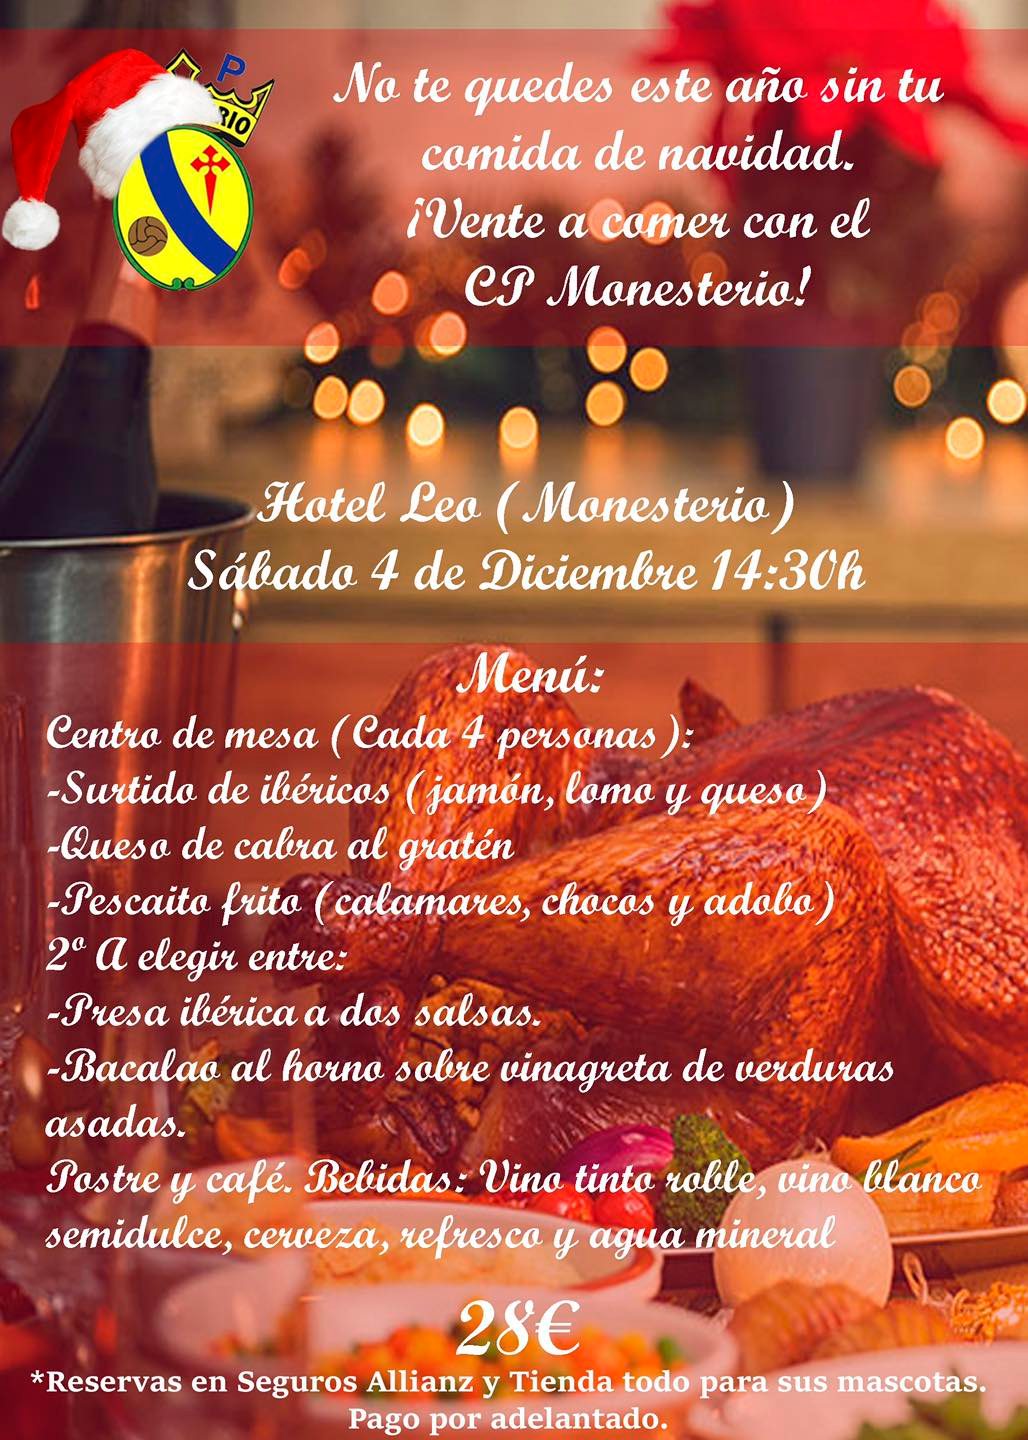 P
RIO
No te quedes este año sin tu
comida de navidad.
¡Vente a comer con el
CP Monesterio!
Hotel Leo (Monesterio)
Sábado 4 de Diciembre 14:30h
Menú:
Centro de mesa (Cada 4 personas):
-Surtido de ibéricos (jamón, lomo y queso)
-Queso de cabra al gratén
-Pescaito frito (calamares, chocos y adobo)
2º A elegir entre:
-Presa ibérica a dos salsas.
-Bacalao al horno sobre vinagreta de verduras
asadas.
Postre y café. Bebidas: Vino tinto roble, vino blanco
semidulce, cerveza, refresco y agua mineral
28€
*Reservas en Seguros Allianz y Tienda todo para sus mascotas.
Pago por adelantado.